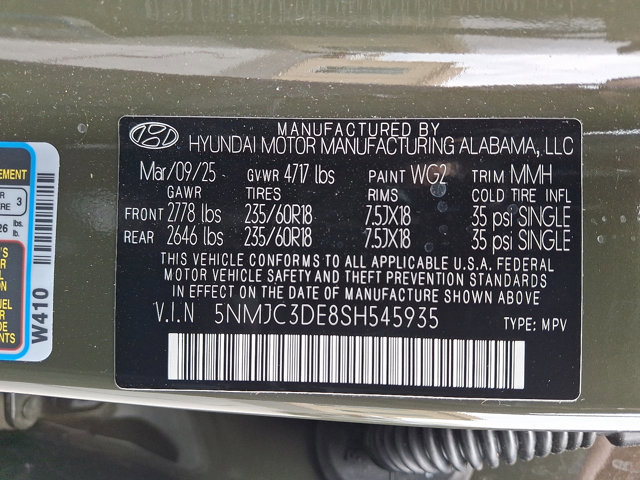 MANUFACTURED BY
HYUNDAI MOTOR MANUFACTURING ALABAMA, LLC
Mar/09/25 GVWR 4717 lbs PAINT WG2 TRIM MMH
GAWR TIRES RIMS COLD TIRE INFL
FRONT 2778 lbs 235/60R18 7.5JX18 35 psi SINGLE
REAR 2646 lbs 235/60R18 7.5JX18 35 psi SINGLE
THIS VEHICLE CONFORMS TO ALL APPLICABLE U.S.A. FEDERAL
MOTOR VEHICLE SAFETY AND THEFT PREVENTION STANDARDS
IN EFFECT ON THE DATE OF MANUFACTURE SHOWN ABOVE.
V.I.N 5NMJC3DE8SH545935 TYPE: MPV
3
lbs.
lb.
W410